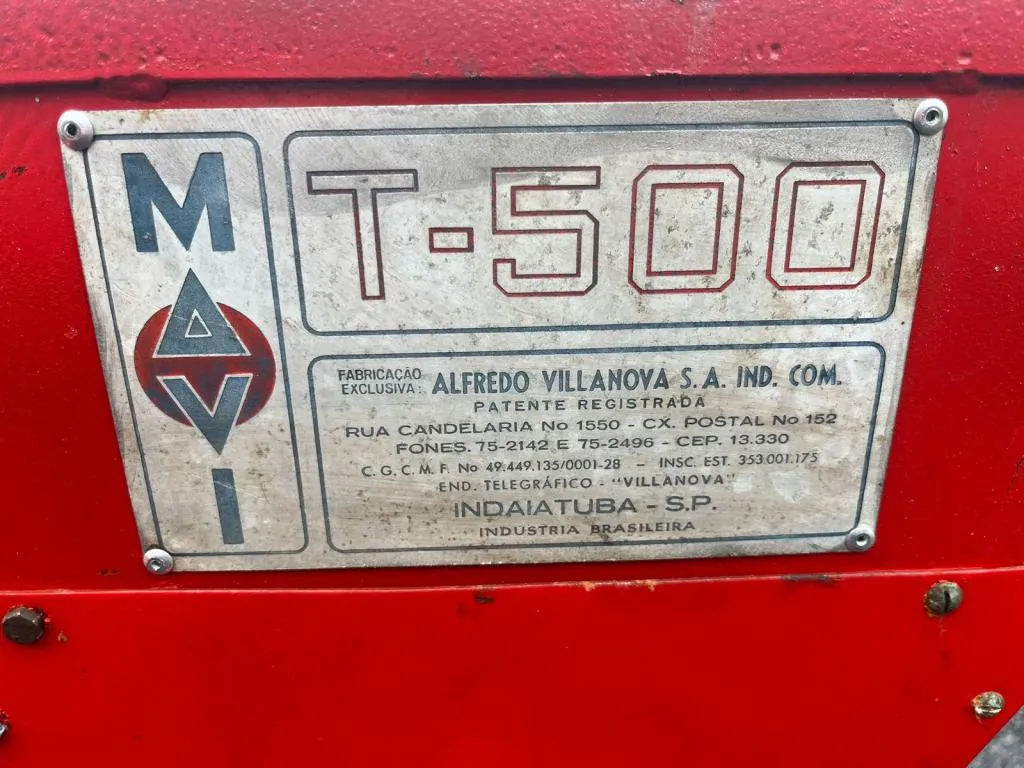 MAVI
T-500
FABRICAÇÃO EXCLUSIVA: ALFREDO VILLANOVA S.A. IND. COM.
PATENTE REGISTRADA
RUA CANDELARIA No 1550 - CX. POSTAL No 152
FONES. 75-2142 E 75-2496 - CEP. 13.330
C.G.C.M.F. No 49.449.135/0001-28 - INSC. EST. 353.001.175
END. TELEGRÁFICO - "VILLANOVA"
INDAIATUBA - S.P.
INDUSTRIA BRASILEIRA